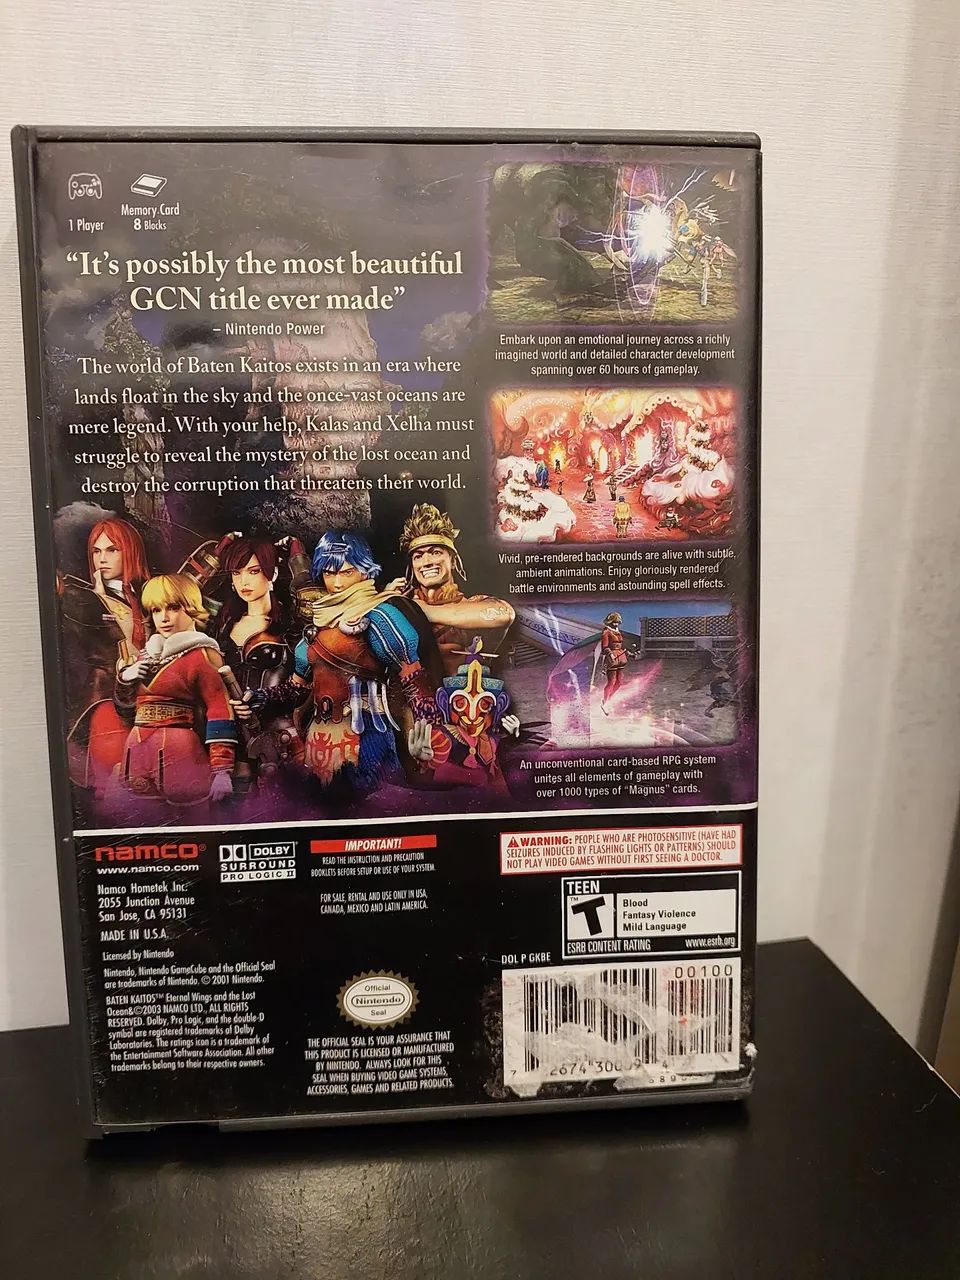 1 Player
Memory Card
8 Blocks
“It’s possibly the most beautiful
GCN title ever made”
– Nintendo Power
The world of Baten Kaitos exists in an era where
lands float in the sky and the once-vast oceans are
mere legend. With your help, Kalas and Xelha must
struggle to reveal the mystery of the lost ocean and
destroy the corruption that threatens their world.
Embark upon an emotional journey across a richly
imagined world and detailed character development
spanning over 60 hours of gameplay.
Vivid, pre-rendered backgrounds are alive with subtle,
ambient animations. Enjoy gloriously rendered
battle environments and astounding spell effects.
An unconventional card-based RPG system
unites all elements of gameplay with
over 1000 types of “Magnus” cards.
namco®
www.namco.com
Namco Hometek Inc.
2055 Junction Avenue
San Jose, CA 95131
MADE IN U.S.A.
Licensed by Nintendo
Nintendo, Nintendo GameCube and the Official Seal
are trademarks of Nintendo. © 2001 Nintendo.
BATEN KAITOS™ Eternal Wings and the Lost
Ocean&©2003 NAMCO LTD., ALL RIGHTS
RESERVED. Dolby, Pro Logic, and the double-D
symbol are registered trademarks of Dolby
Laboratories. The ratings icon is a trademark of
the Entertainment Software Association. All other
trademarks belong to their respective owners.
DOLBY
SURROUND
PRO LOGIC II
IMPORTANT!
READ THE INSTRUCTION AND PRECAUTION
BOOKLETS BEFORE SETUP OR USE OF YOUR SYSTEM.
FOR SALE, RENTAL AND USE ONLY IN USA,
CANADA, MEXICO AND LATIN AMERICA.
Official
Nintendo
Seal
THE OFFICIAL SEAL IS YOUR ASSURANCE THAT
THIS PRODUCT IS LICENSED OR MANUFACTURED
BY NINTENDO. ALWAYS LOOK FOR THIS
SEAL WHEN BUYING VIDEO GAME SYSTEMS,
ACCESSORIES, GAMES AND RELATED PRODUCTS.
WARNING: PEOPLE WHO ARE PHOTOSENSITIVE (HAVE HAD
SEIZURES INDUCED BY FLASHING LIGHTS OR PATTERNS) SHOULD
NOT PLAY VIDEO GAMES WITHOUT FIRST SEEING A DOCTOR.
TEEN
T™
Blood
Fantasy Violence
Mild Language
ESRB CONTENT RATING www.esrb.org
DOL P GKBE
00100
7 2674 30009 4